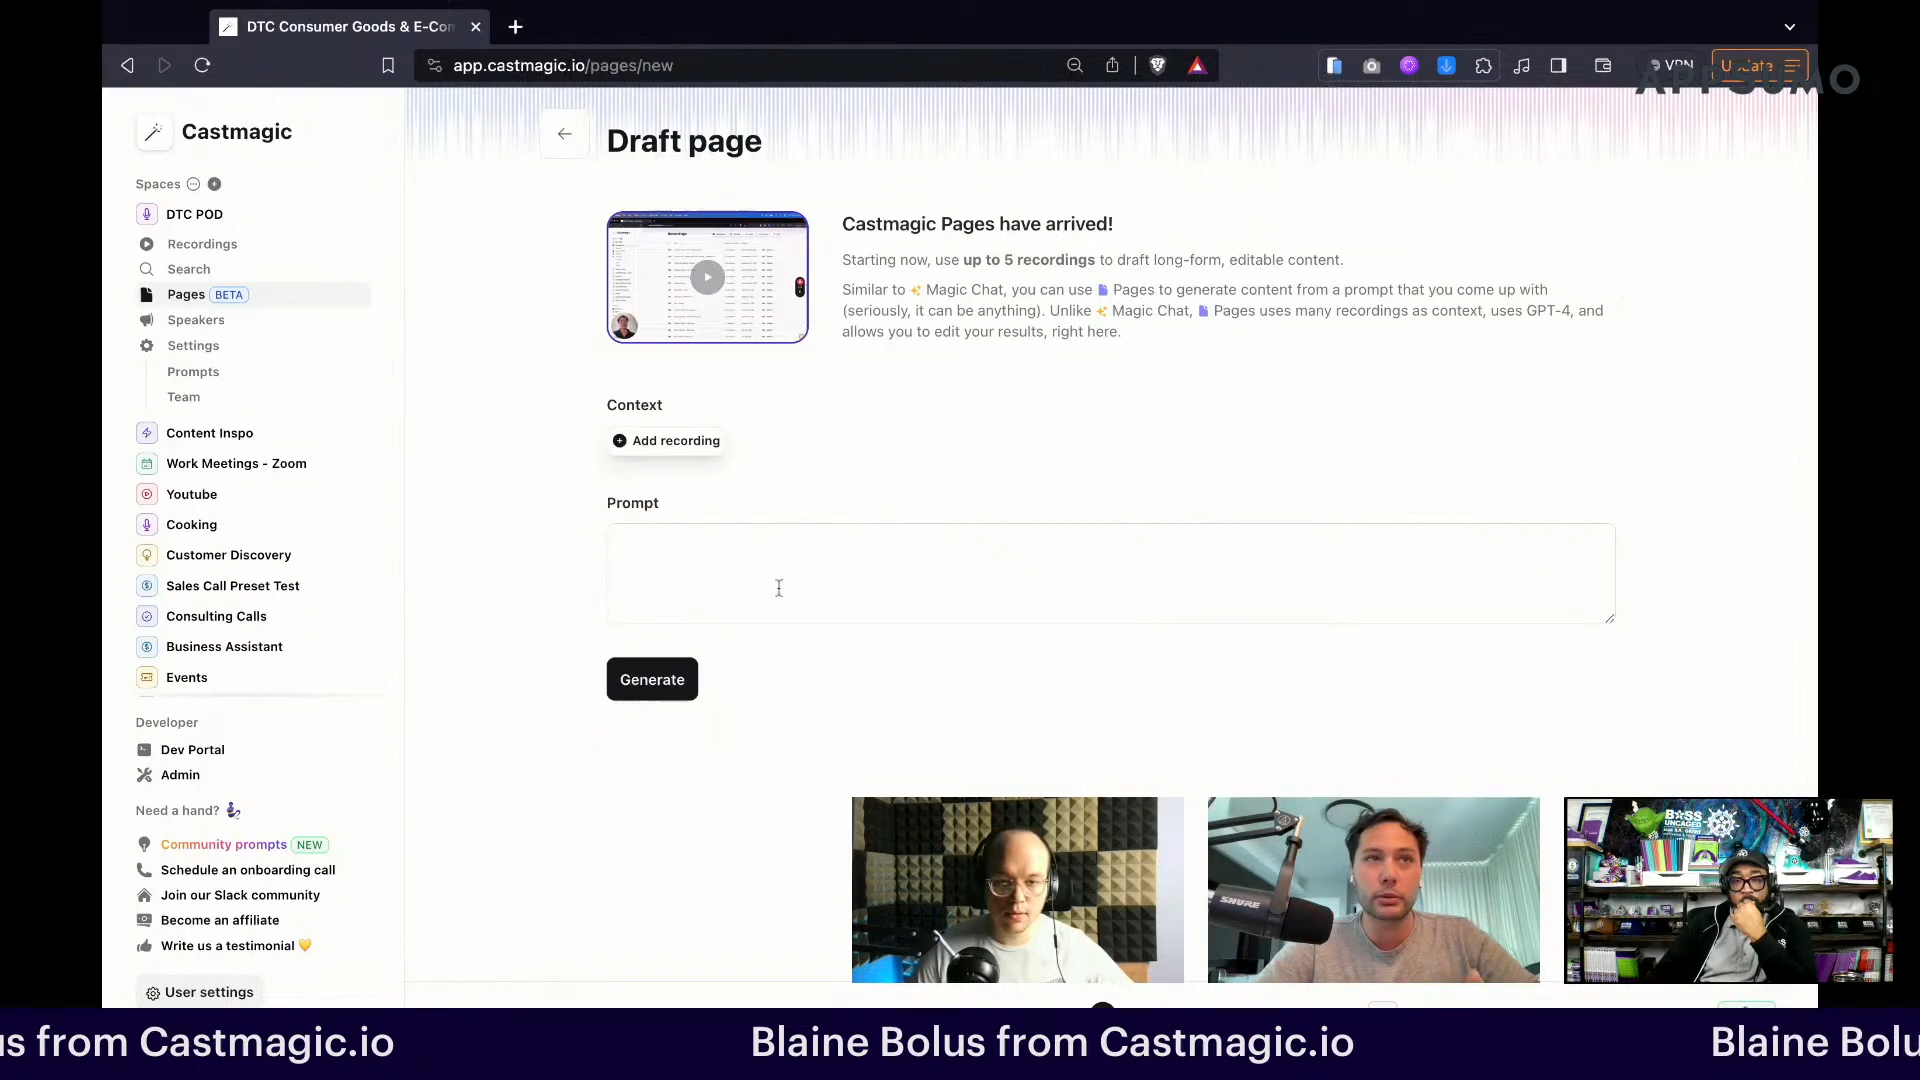 DTC Consumer Goods & E-Con
app.castmagic.io/pages/new
VPN
Update
APPSUMO
Castmagic
Spaces
DTC POD
Recordings
Search
Pages BETA
Speakers
Settings
Prompts
Team
Content Inspo
Work Meetings - Zoom
Youtube
Cooking
Customer Discovery
Sales Call Preset Test
Consulting Calls
Business Assistant
Events
Developer
Dev Portal
Admin
Need a hand?
Community prompts NEW
Schedule an onboarding call
Join our Slack community
Become an affiliate
Write us a testimonial
User settings
Draft page
Castmagic Pages have arrived!
Starting now, use up to 5 recordings to draft long-form, editable content.
Similar to Magic Chat, you can use Pages to generate content from a prompt that you come up with
(seriously, it can be anything). Unlike Magic Chat, Pages uses many recordings as context, uses GPT-4, and
allows you to edit your results, right here.
Context
Add recording
Prompt
Generate
SHURE
BOSS
UNCAGED
us from Castmagic.io
Blaine Bolus from Castmagic.io
Blaine Bolu